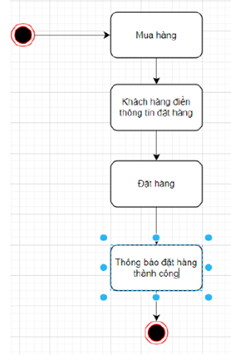 Mua hàng
Khách hàng điền
thông tin đặt hàng
Đặt hàng
Thông báo đặt hàng
thành công